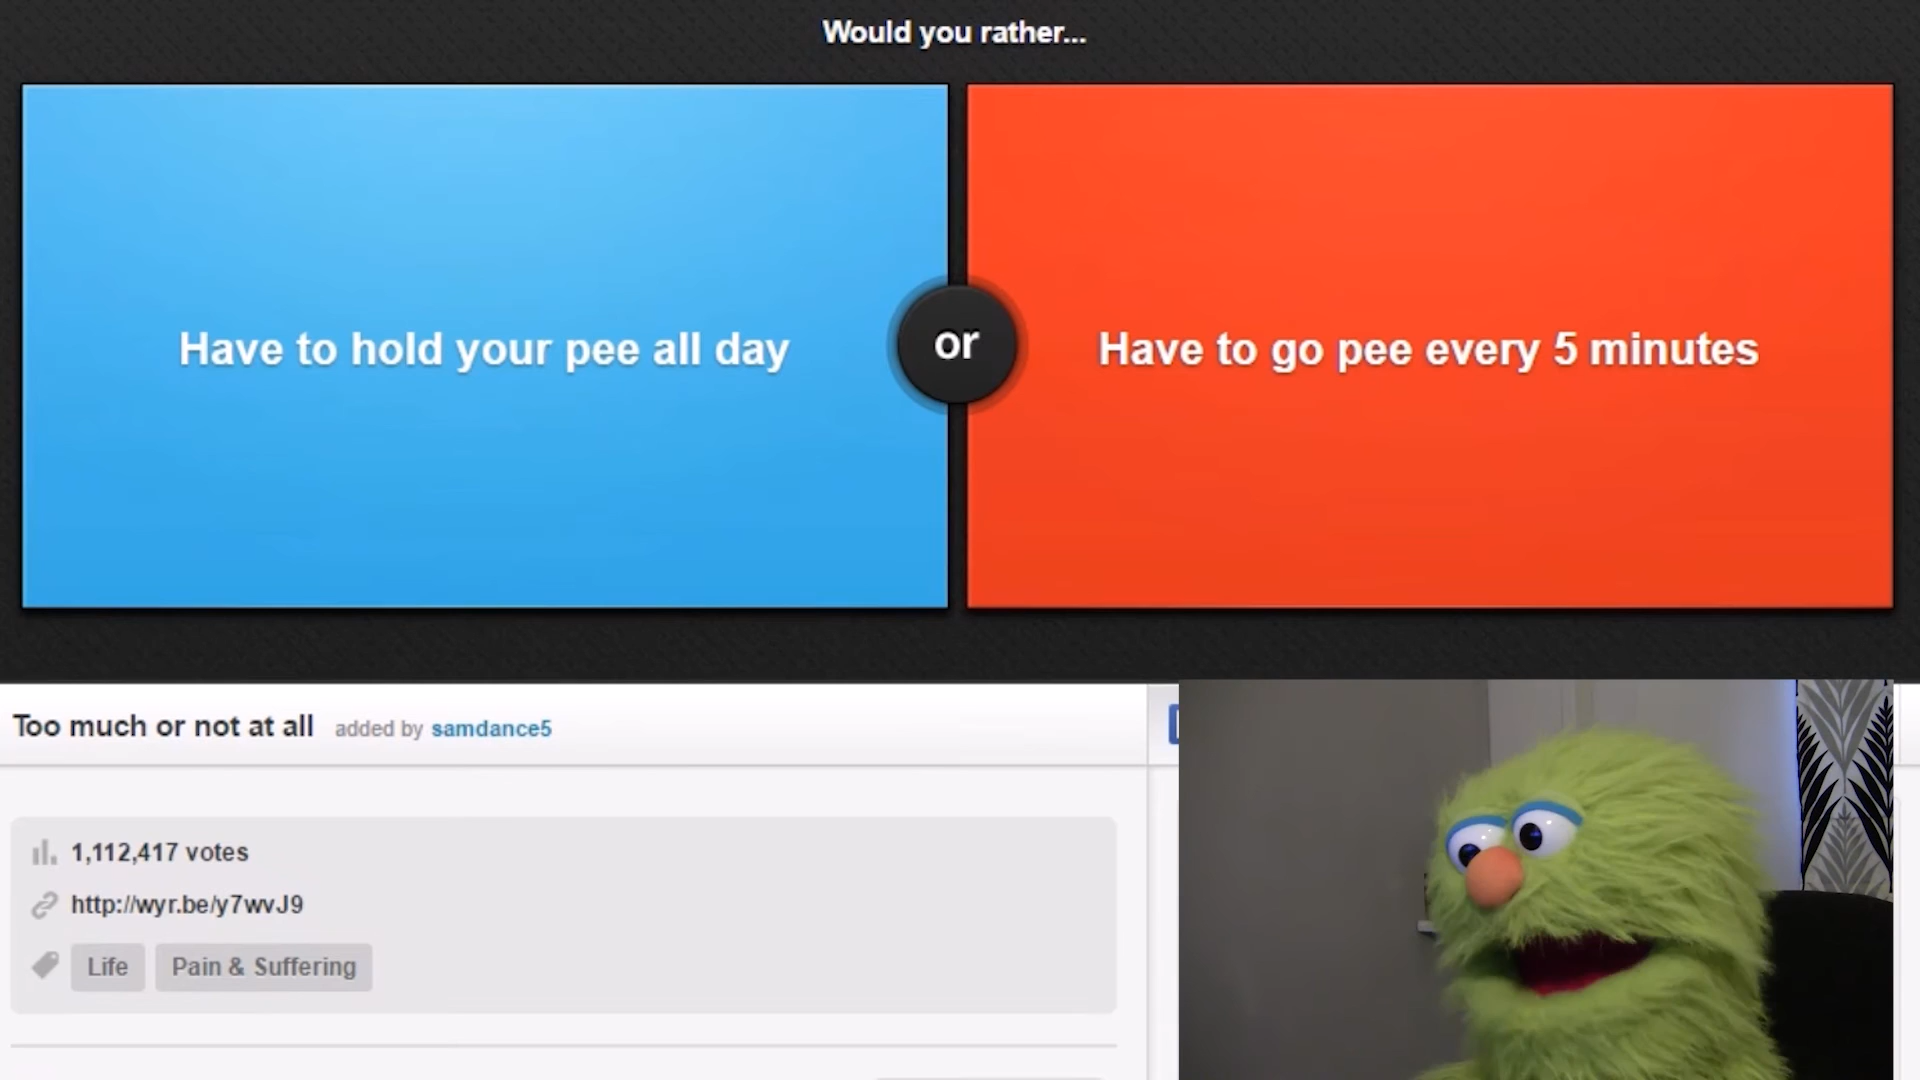 Would you rather...
Have to hold your pee all day
or
Have to go pee every 5 minutes
Too much or not at all added by samdance5
1,112,417 votes
http://wyr.be/y7wvJ9
Life Pain & Suffering